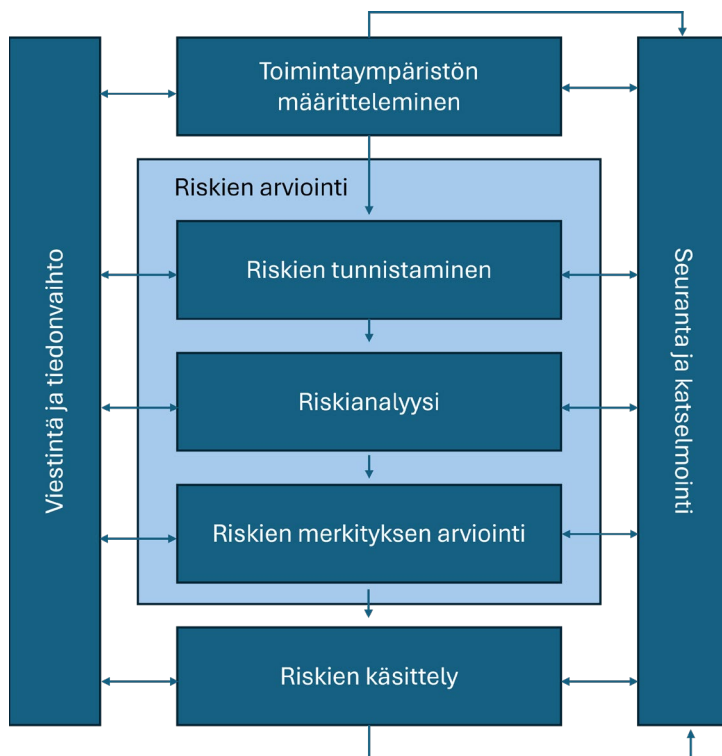 Toimintaympäristön
määritteleminen
Riskien arviointi
Riskien tunnistaminen
Riskianalyysi
Riskien merkityksen arviointi
Riskien käsittely
Viestintä ja tiedonvaihto
Seuranta ja katselmointi